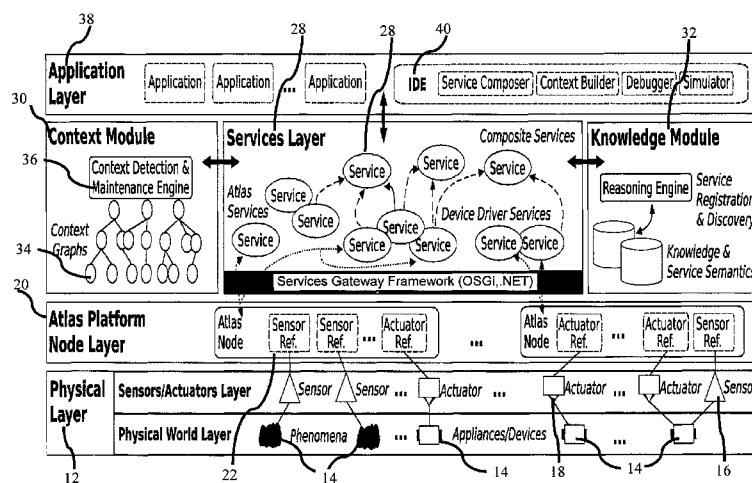 38
28
28
40
32
Application
Layer
Application
Application
...
Application
IDE
Service Composer
Context Builder
Debugger
Simulator
30
Context Module
Services Layer
Composite Services
Knowledge Module
36
Context Detection &
Maintenance Engine
Context
Graphs
34
Atlas
Services
Service
Service
Service
Service
Service
Service
Service
Service
Service
Device Driver Services
Service
Service
Services Gateway Framework (OSGi,.NET)
Reasoning Engine
Service
Registration
& Discovery
Knowledge &
Service Semantics
20
Atlas Platform
Node Layer
Atlas
Node
Sensor
Ref.
Sensor
Ref.
...
Actuator
Ref.
...
Atlas
Node
Actuator
Ref.
...
Actuator
Ref.
Sensor
Ref.
Physical
Layer
Sensors/Actuators Layer
Sensor
Sensor
...
Actuator
...
Actuator
...
Actuator
Sensor
Physical World Layer
Phenomena
...
Appliances/Devices
...
12
22
14
14
18
14
16